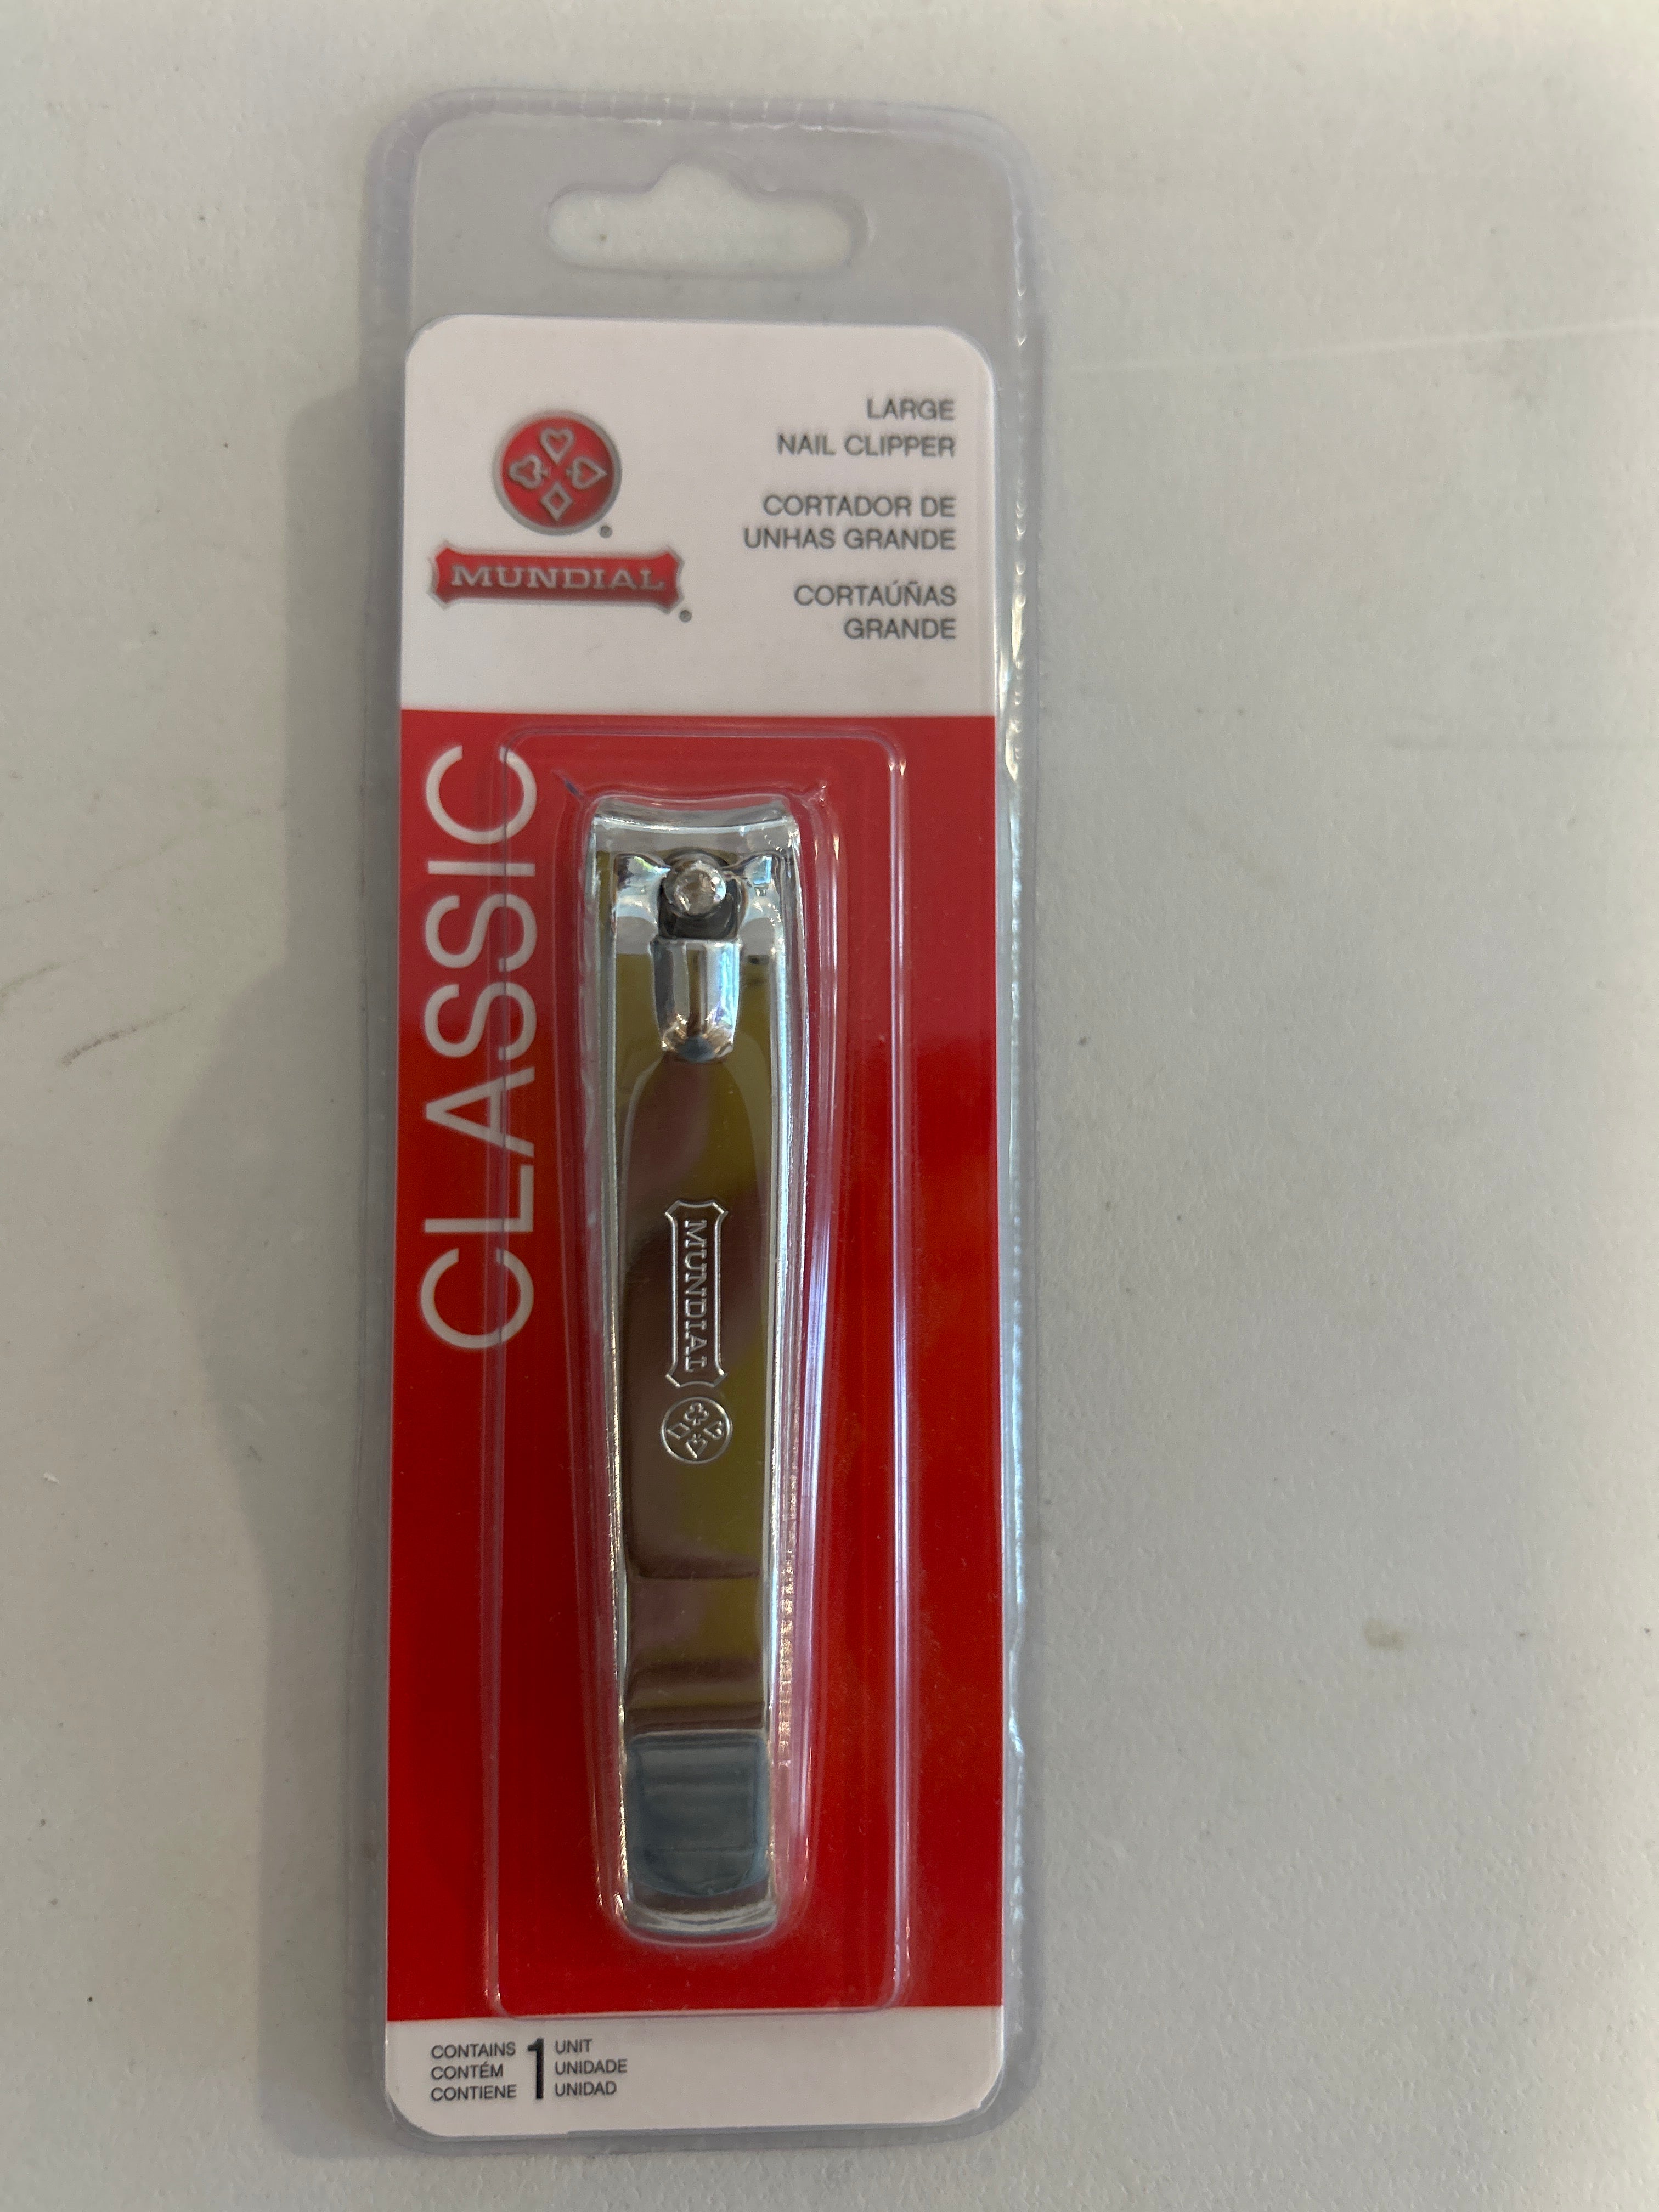 LARGE
NAIL CLIPPER
CORTADOR DE
UNHAS GRANDE
CORTAÚÑAS
GRANDE
®
MUNDIAL
®
CLASSIC
MUNDIAL
CONTAINS 1 UNIT
CONTÉM UNIDADE
CONTIENE UNIDAD